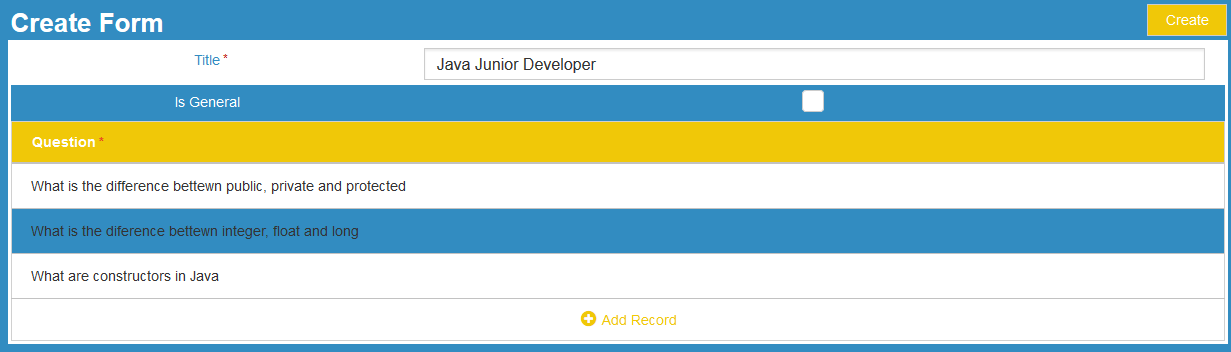 Create Form
Create
Title *
Java Junior Developer
Is General
Question *
What is the difference bettewn public, private and protected
What is the diference bettewn integer, float and long
What are constructors in Java
Add Record